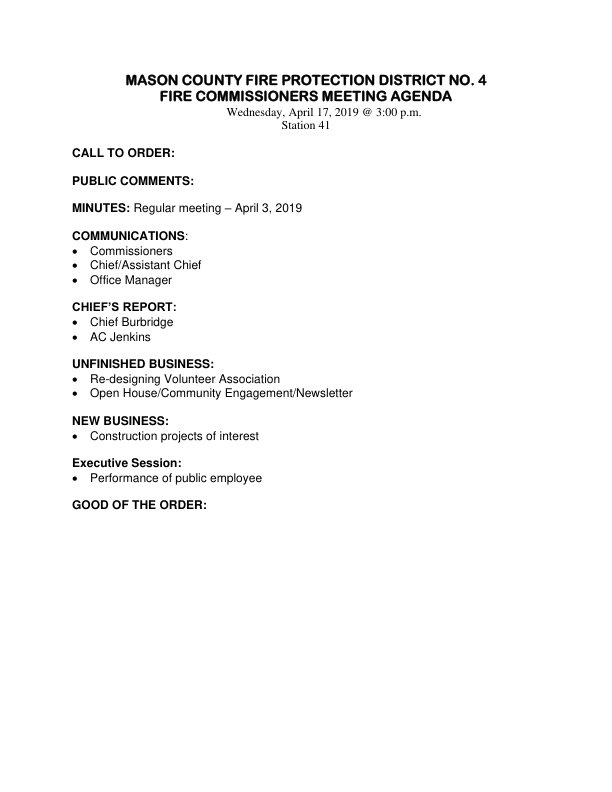 MASON COUNTY FIRE PROTECTION DISTRICT NO. 4
FIRE COMMISSIONERS MEETING AGENDA
Wednesday, April 17, 2019 @ 3:00 p.m.
Station 41
CALL TO ORDER:
PUBLIC COMMENTS:
MINUTES: Regular meeting – April 3, 2019
COMMUNICATIONS:
• Commissioners
• Chief/Assistant Chief
• Office Manager
CHIEF’S REPORT:
• Chief Burbridge
• AC Jenkins
UNFINISHED BUSINESS:
• Re-designing Volunteer Association
• Open House/Community Engagement/Newsletter
NEW BUSINESS:
• Construction projects of interest
Executive Session:
• Performance of public employee
GOOD OF THE ORDER: